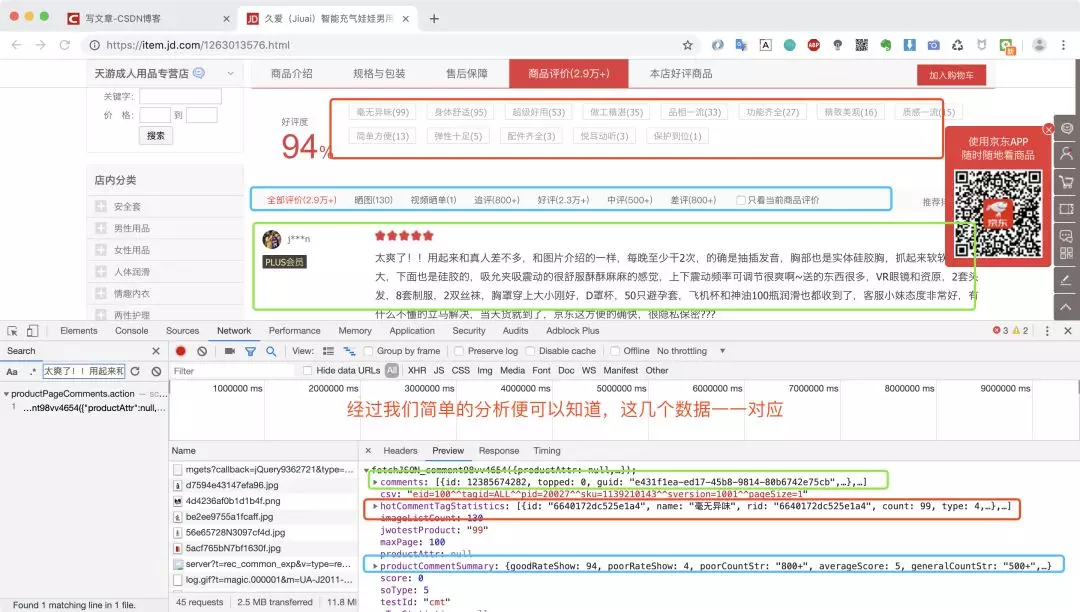 写文章-CSDN博客
久爱（Jiuai）智能充气娃娃男用
https://item.jd.com/1263013576.html
天游成人用品专营店
商品介绍
规格与包装
售后保障
商品评价(2.9万+)
本店好评商品
加入购物车
关键字:
价 格:
到
搜索
好评度
94%
毫无异味(99)
身体舒适(95)
超级好用(53)
做工精湛(35)
品相一流(33)
功能齐全(27)
精致美观(16)
质感一流(15)
简单方便(13)
弹性十足(5)
配件齐全(3)
悦耳动听(3)
保护到位(1)
使用京东APP
随时随地看商品
京东
店内分类
安全套
男性用品
女性用品
人体润滑
情趣内衣
两性护理
全部评价(2.9万+)
晒图(130)
视频晒单(1)
追评(800+)
好评(2.3万+)
中评(500+)
差评(800+)
只看当前商品评价
j***n
PLUS会员
太爽了！！用起来和真人差不多，和图片介绍的一样，每晚至少干2次，的确是抽插发音，胸部也是实体硅胶胸，抓起来软软
大，下面也是硅胶的，吸允夹吸震动的很舒服酥酥麻麻的感觉，上下震动频率可调节很爽啊~送的东西很多，VR眼镜和资原，2套头
发，8套制服，2双丝袜，胸罩穿上大小刚好，D罩杯，50只避孕套，飞机杯和神油100瓶润滑也都收到了，客服小妹态度非常好，有
什么不懂的立马解决，当天货就到了，京东这方便的确快，很隐私保密???
Elements
Console
Sources
Network
Performance
Memory
Application
Security
Audits
Adblock Plus
3
2
Search
View:
Group by frame
Preserve log
Disable cache
Offline
No throttling
Aa
.*
太爽了！！用起来和
Filter
Hide data URLs
All
XHR
JS
CSS
Img
Media
Font
Doc
WS
Manifest
Other
productPageComments.action — sc…
1 …nt98vv4654({"productAttr":null,…
1000000 ms
2000000 ms
3000000 ms
4000000 ms
5000000 ms
6000000 ms
7000000 ms
8000000 ms
9000000 ms
经过我们简单的分析便可以知道，这几个数据一一对应
Name
Headers
Preview
Response
Timing
mgets?callback=jQuery9362721&type=…
d7594e43147efa96.jpg
4d4236af0b1d1b4f.png
be2ee9755a1fcaff.jpg
56e65728N3097cf4d.jpg
5acf765bN7bf1630f.jpg
server?t=rec_common_exp&v=type=re…
log.gif?t=magic.000001&m=UA-J2011-…
fetchJSON_comment98vv4654({productAttr: null,…});
comments: [{id: 12385674282, topped: 0, guid: "e431f1ea-ed17-45b8-9814-80b6742e75cb",…},…]
csv: "eid=100^^tagid=ALL^^pid=20027^^sku=1139210143^^sversion=1001^^pageSize=1"
hotCommentTagStatistics: [{id: "6640172dc525e1a4", name: "毫无异味", rid: "6640172dc525e1a4", count: 99, type: 4,…},…]
imageListCount: 130
jwotestProduct: "99"
maxPage: 100
productAttr: null
productCommentSummary: {goodRateShow: 94, poorRateShow: 4, poorCountStr: "800+", averageScore: 5, generalCountStr: "500+",…}
score: 0
soType: 5
testId: "cmt"
Found 1 matching line in 1 file.
45 requests
2.5 MB transferred